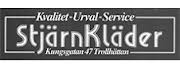 Kvalitet·Urval·Service
StjärnKläder
Kungsgatan 47 Trollhättan